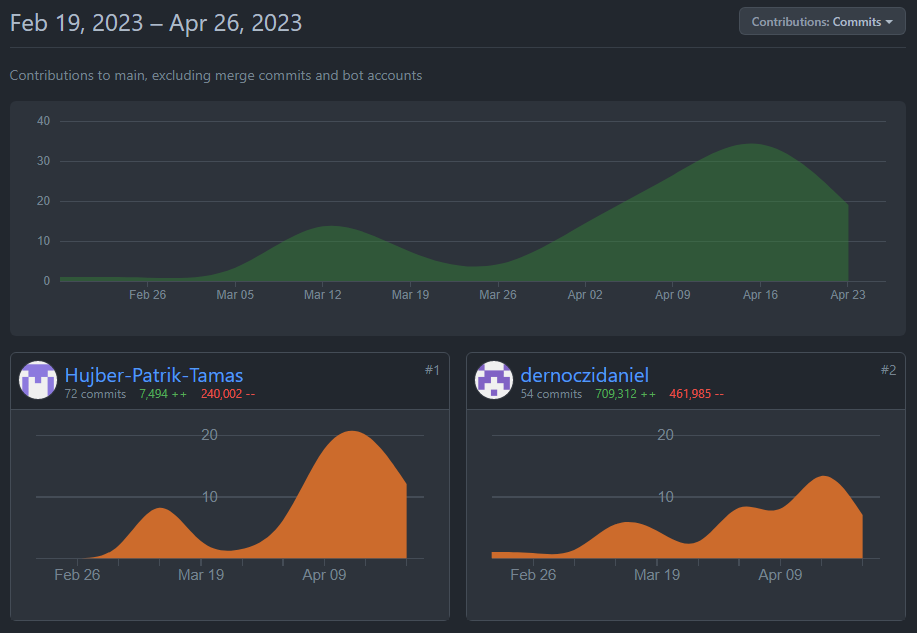 Feb 19, 2023 – Apr 26, 2023
Contributions: Commits
Contributions to main, excluding merge commits and bot accounts
40
30
20
10
0
Feb 26 Mar 05 Mar 12 Mar 19 Mar 26 Apr 02 Apr 09 Apr 16 Apr 23
Hujber-Patrik-Tamas #1
72 commits 7,494 ++ 240,002 --
20
10
Feb 26 Mar 19 Apr 09
dernoczidaniel #2
54 commits 709,312 ++ 461,985 --
20
10
Feb 26 Mar 19 Apr 09